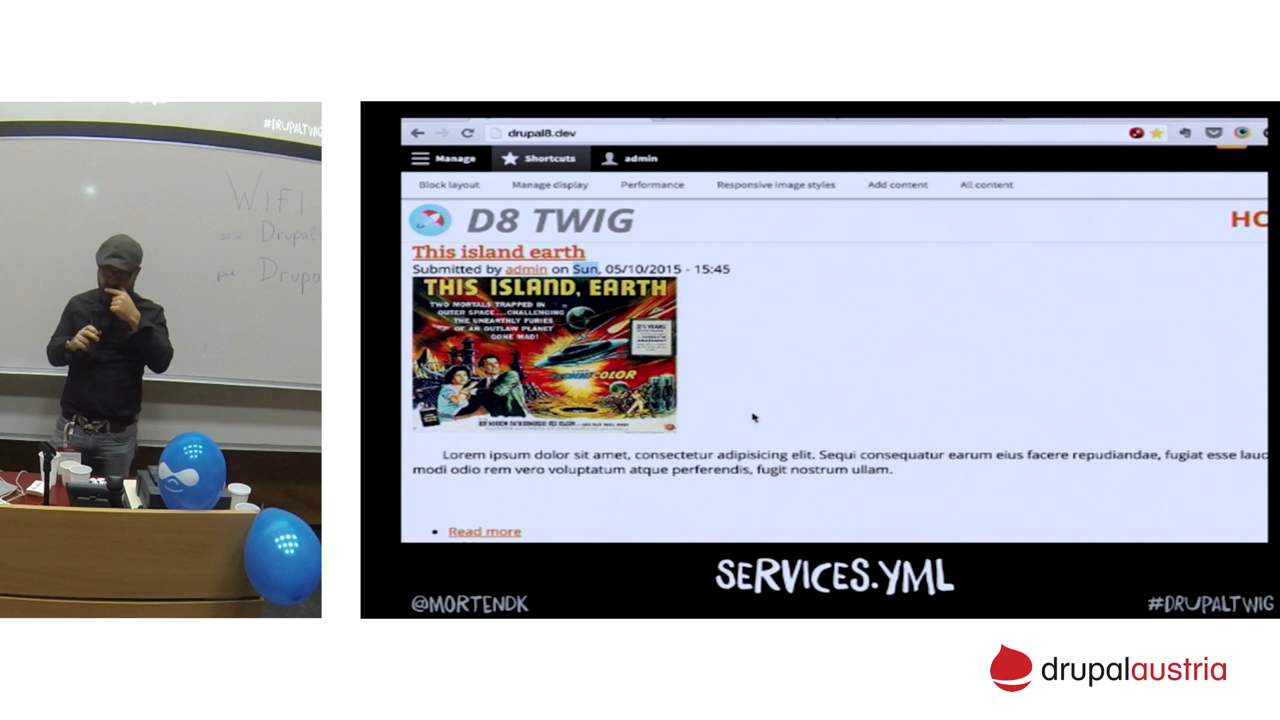 #DRUPALTWIG
WIFI
Drupal
Drupa
drupal8.dev
Manage
Shortcuts
admin
Block layout
Manage display
Performance
Responsive image styles
Add content
All content
D8 TWIG
HO
This island earth
Submitted by admin on Sun, 05/10/2015 - 15:45
THIS ISLAND, EARTH
TWO MORTALS TRAPPED IN
OUTER SPACE...CHALLENGING
THE UNEARTHLY FURIES
OF AN OUTLAW PLANET
GONE MAD!
Lorem ipsum dolor sit amet, consectetur adipisicing elit. Sequi consequatur earum eius facere repudiandae, fugiat esse lauc
modi odio rem vero voluptatum atque perferendis, fugit nostrum ullam.
• Read more
SERVICES.YML
@MORTENDK
#DRUPALTWIG
drupalaustria